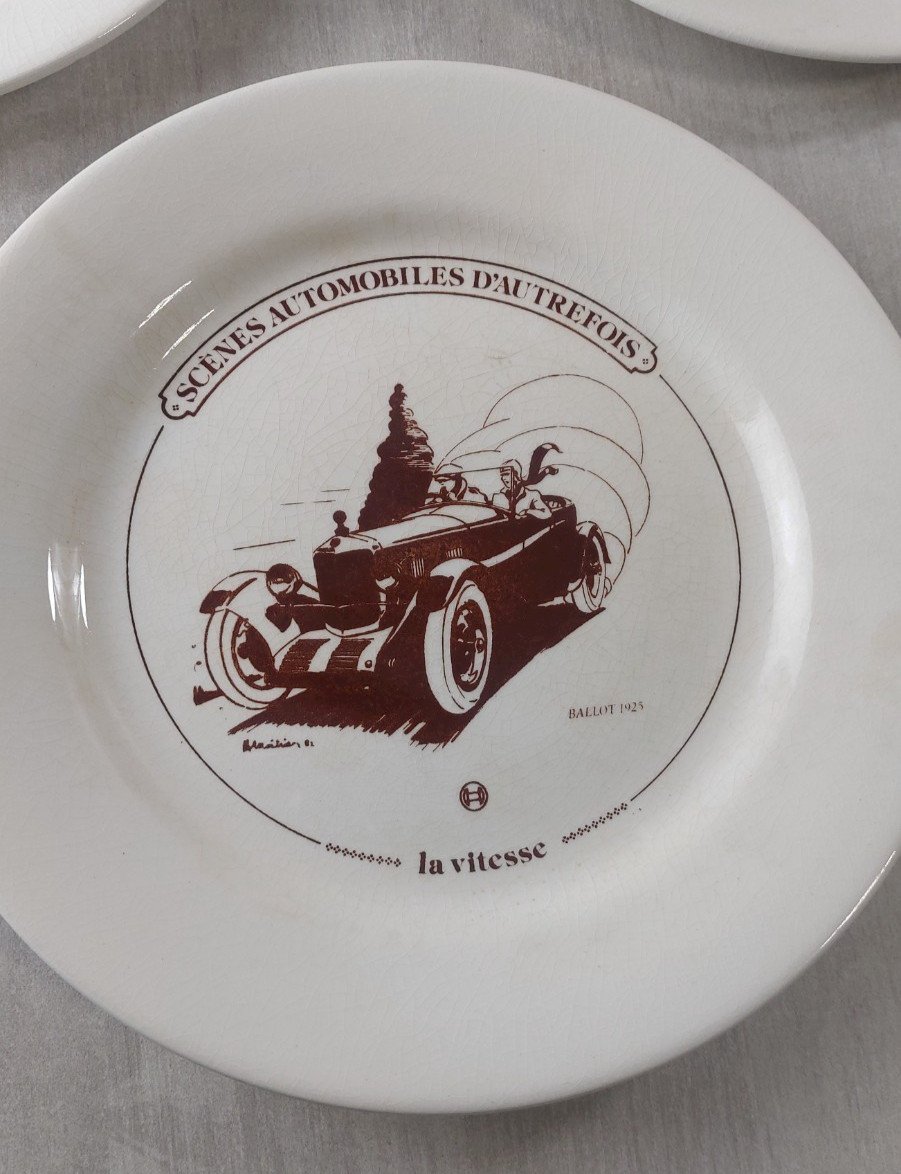 SCÈNES AUTOMOBILES D'AUTREFOIS
BALLOT 1925
la vitesse